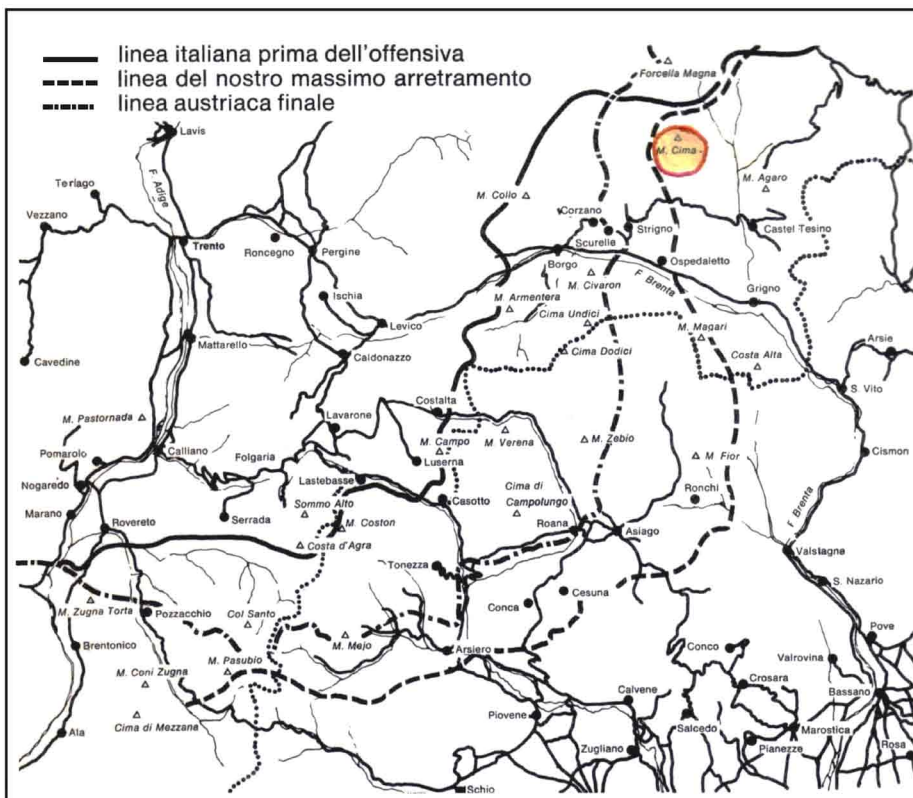 linea italiana prima dell'offensiva
linea del nostro massimo arretramento
linea austriaca finale
Forcella Magna
Lavis
F. Adige
M. Cima
Terlago
M. Agaro
M. Collo
Vezzano
Corzano
Strigno
Castel Tesino
Trento
Roncegno
Pergine
Scurelle
Borgo
Ospedaletto
M. Civaron
F. Brenta
Ischia
Grigno
M. Armentera
Levico
Cima Undici
M. Magari
Mattarello
Arsie
Cavedine
Caldonazzo
Cima Dodici
Costa Alta
S. Vito
Costalta
M. Pastornada
Lavarone
M. Campo
M. Verena
M. Zebio
Calliano
Pomarolo
Folgaria
Luserna
M. Fior
Cismon
Nogaredo
Lastebasse
Cima di
Campolungo
Ronchi
Casotto
Marano
Sommo Alto
F. Brenta
Rovereto
Serrada
M. Coston
Roana
Asiago
Costa d'Agra
Valstagne
Tonezza
S. Nazario
Cesuna
M. Zugna Torta
Pozzacchio
Col Santo
Conca
Brentonico
M. Mejo
Arsiero
Pove
Conco
Valrovina
M. Coni Zugna
M. Pasubio
Crosara
Bassano
Calvene
Cima di Mezzana
Piovene
Salcedo
Marostica
Ala
Zugliano
Pianezze
Rosa
Schio